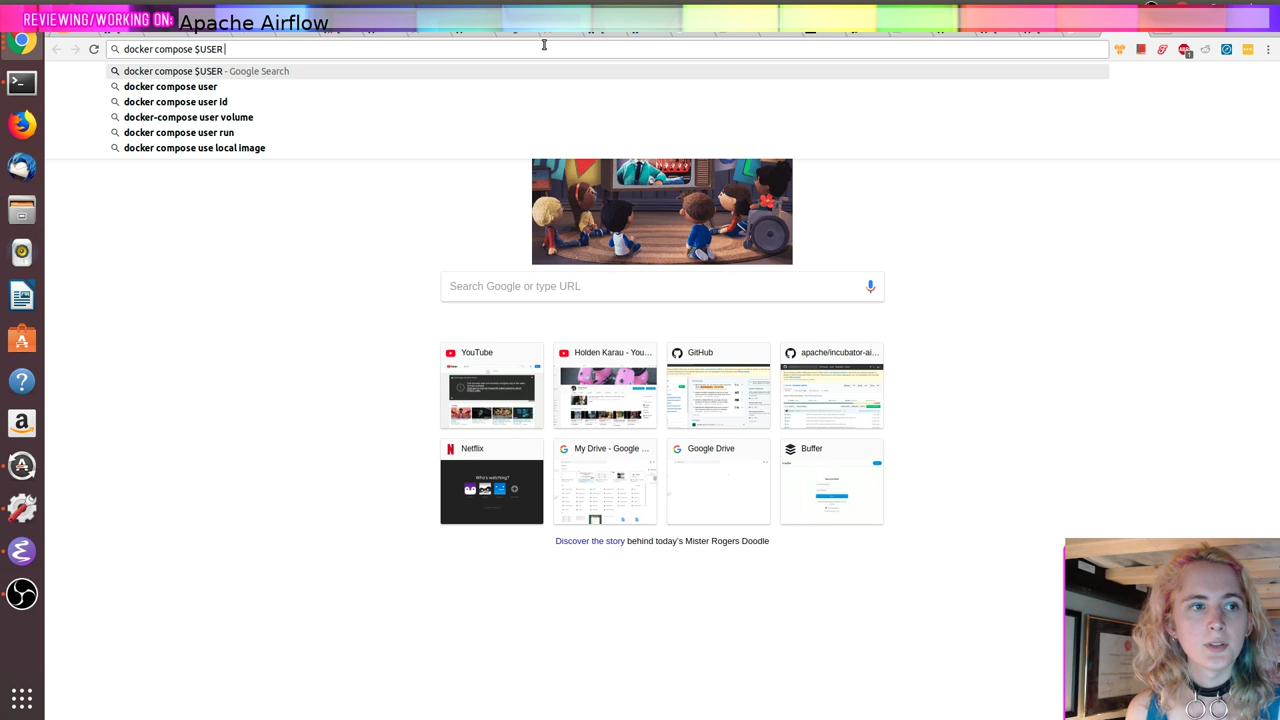 REVIEWING/WORKING ON:
Apache Airflow
docker compose $USER
1
docker compose $USER - Google Search
docker compose user
docker compose user id
docker-compose user volume
docker compose user run
docker compose use local image
Search Google or type URL
YouTube
Holden Karau - You...
GitHub
apache/incubator-ai...
Netflix
My Drive - Google ...
Google Drive
Buffer
Who's watching?
Discover the story behind today's Mister Rogers Doodle